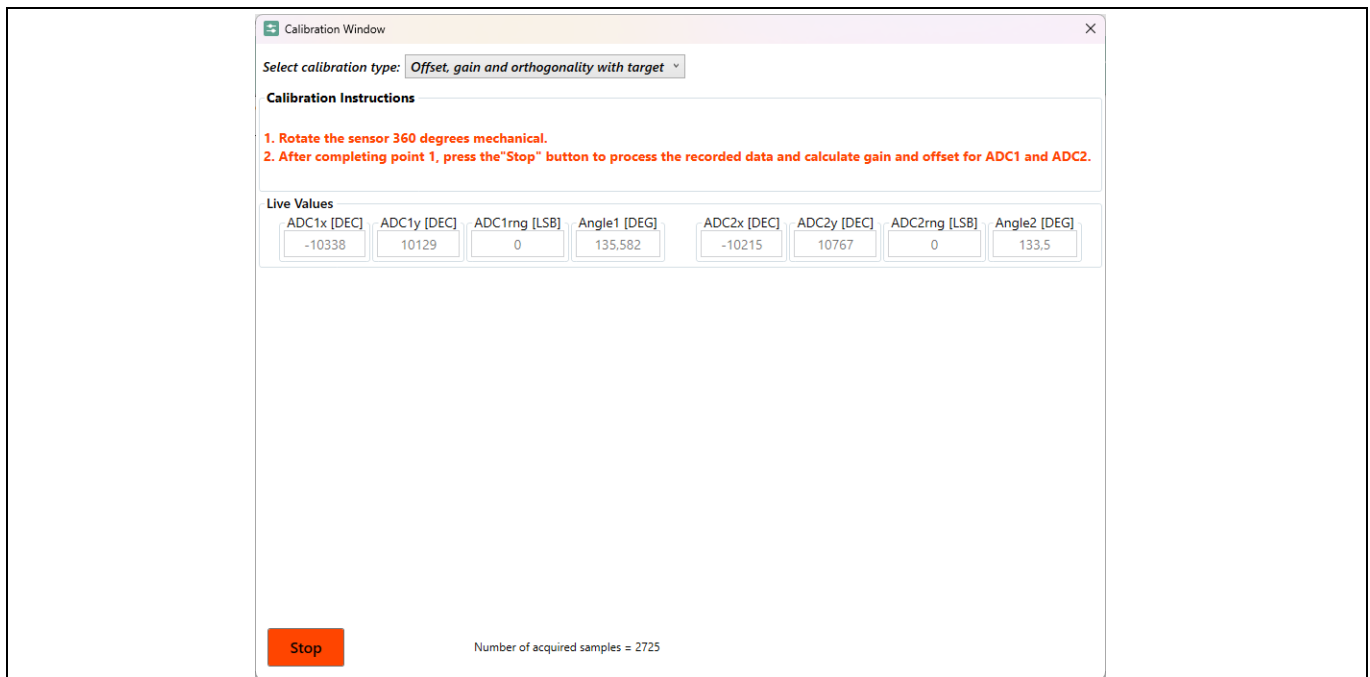 Calibration Window
Select calibration type: Offset, gain and orthogonality with target
Calibration Instructions
1. Rotate the sensor 360 degrees mechanical.
2. After completing point 1, press the"Stop" button to process the recorded data and calculate gain and offset for ADC1 and ADC2.
Live Values
ADC1x [DEC] ADC1y [DEC] ADC1rng [LSB] Angle1 [DEG] ADC2x [DEC] ADC2y [DEC] ADC2rng [LSB] Angle2 [DEG]
-10338 10129 0 135,582 -10215 10767 0 133,5
Stop Number of acquired samples = 2725